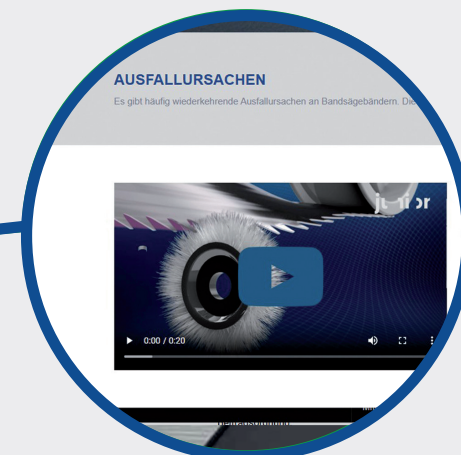 AUSFALLURSACHEN
Es gibt häufig wiederkehrende Ausfallursachen an Bandsägebändern. Die
0:00 / 0:20